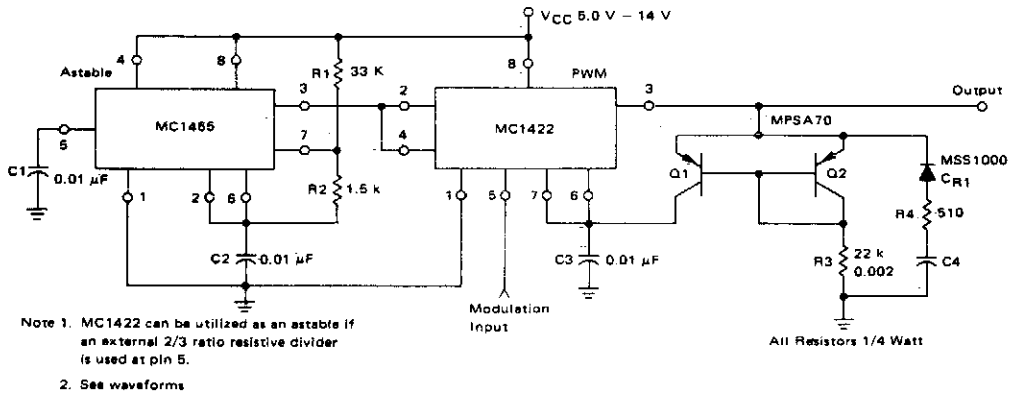 VCC 5.0 V – 14 V
4
8
R1
33 K
8
Astable
PWM
3
2
3
Output
MC1455
MC1422
MPSA70
5
7
4
MSS1000
CR1
C1
0.01 µF
Q1
Q2
R2
1.5 k
1
2
6
1
5
7
6
R4
510
C2
0.01 µF
C3
0.01 µF
R3
22 k
0.002
C4
Modulation
Input
Note 1. MC1422 can be utilized as an astable if
an external 2/3 ratio resistive divider
is used at pin 5.
All Resistors 1/4 Watt
2. See waveforms